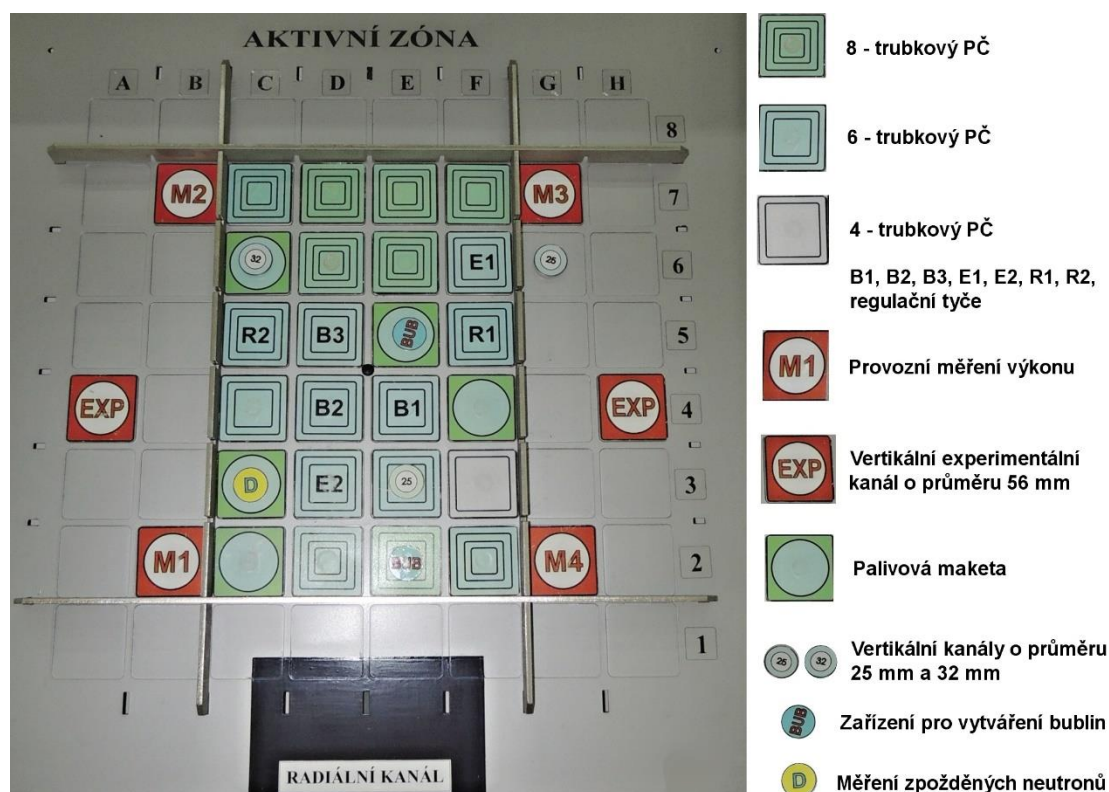 AKTIVNÍ ZÓNA
A B C D E F G H
8
M2 M3 7
32 E1 25 6
R2 B3 BUB R1 5
EXP B2 B1 EXP 4
D E2 25 3
M1 BUB M4 2
1
RADIÁLNÍ KANÁL
8 - trubkový PČ
6 - trubkový PČ
4 - trubkový PČ
B1, B2, B3, E1, E2, R1, R2,
regulační tyče
M1 Provozní měření výkonu
EXP Vertikální experimentální
kanál o průměru 56 mm
Palivová maketa
25 32 Vertikální kanály o průměru
25 mm a 32 mm
BUB Zařízení pro vytváření bublin
D Měření zpožděných neutronů